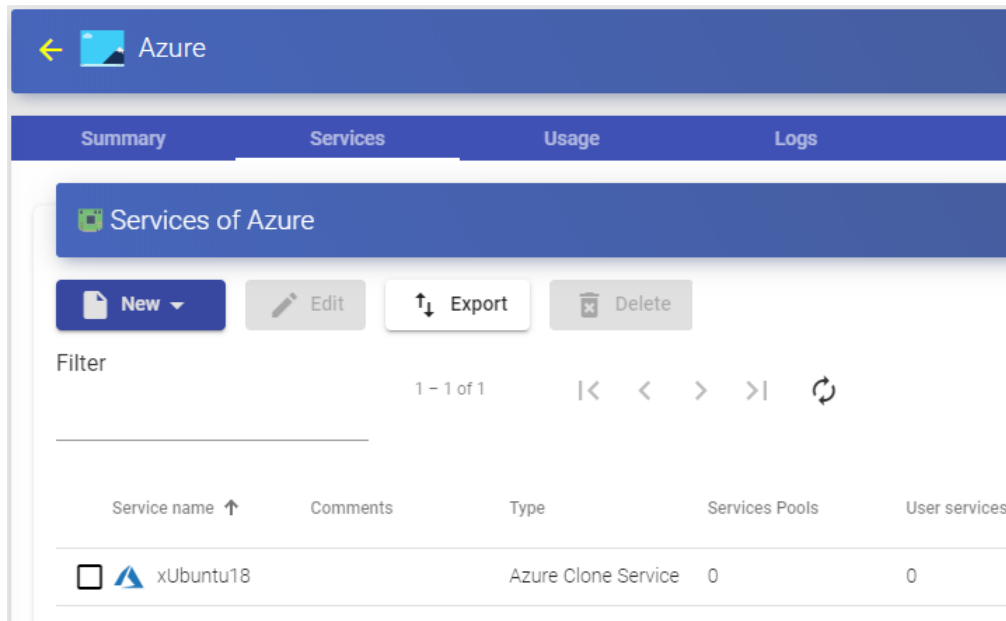 Azure
Summary Services Usage Logs
Services of Azure
New Edit Export Delete
Filter
1 – 1 of 1
Service name Comments Type Services Pools User services
xUbuntu18 Azure Clone Service 0 0